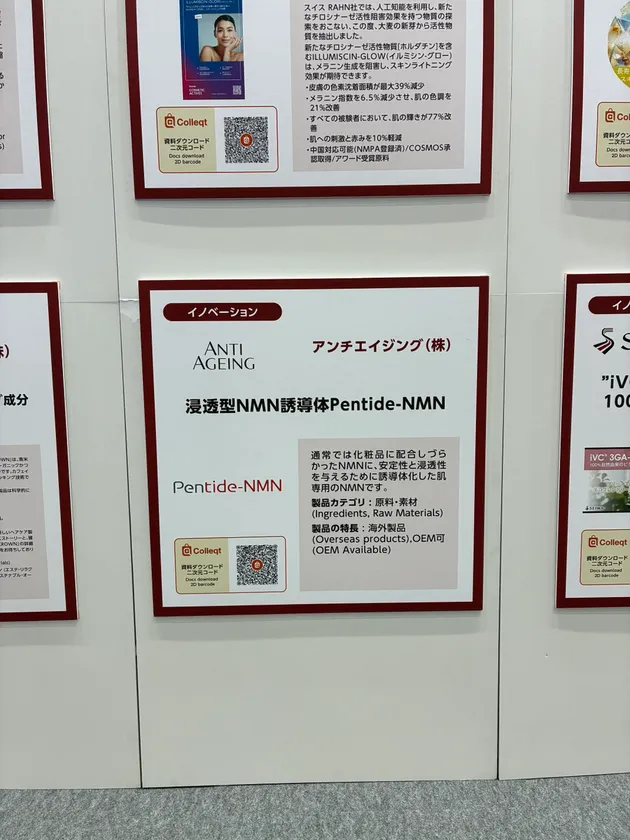 スイス RAHN社では、人工知能を利用し、新た
なチロシナーゼ活性阻害効果を持つ物質の探
索をおこない、この度、大麦の新芽から活性物
質を抽出しました。
新たなチロシナーゼ活性物質[ホルダチン]を含
むILLUMISCIN-GLOW(イルミシン・グロー)
は、メラニン生成を阻害し、スキンライトニング
効果が期待できます。
・皮膚の色素沈着面積が最大39%減少
・メラニン指数を6.5%減少させ、肌の色調を
21%改善
・すべての被験者において、肌の輝きが77%改
善
・肌への刺激と赤みを10%軽減
・中国対応可能(NMPA登録済)/COSMOS承
認取得/アワード受賞原料
Colleqt
資料ダウンロード
二次元コード
Docs download
2D barcode
イノベーション
ANTI
AGEING
アンチエイジング(株)
浸透型NMN誘導体Pentide-NMN
Pentide-NMN
通常では化粧品に配合しづら
かったNMNに、安定性と浸透性
を与えるために誘導体化した肌
専用のNMNです。
製品カテゴリ:原料・素材
(Ingredients, Raw Materials)
製品の特長:海外製品
(Overseas products),OEM可
(OEM Available)
Colleqt
資料ダウンロード
二次元コード
Docs download
2D barcode
成分
"iV
100
iVC® 3GA-
Colleqt
資料ダウンロード
二次元コード
Docs download
2D barcode